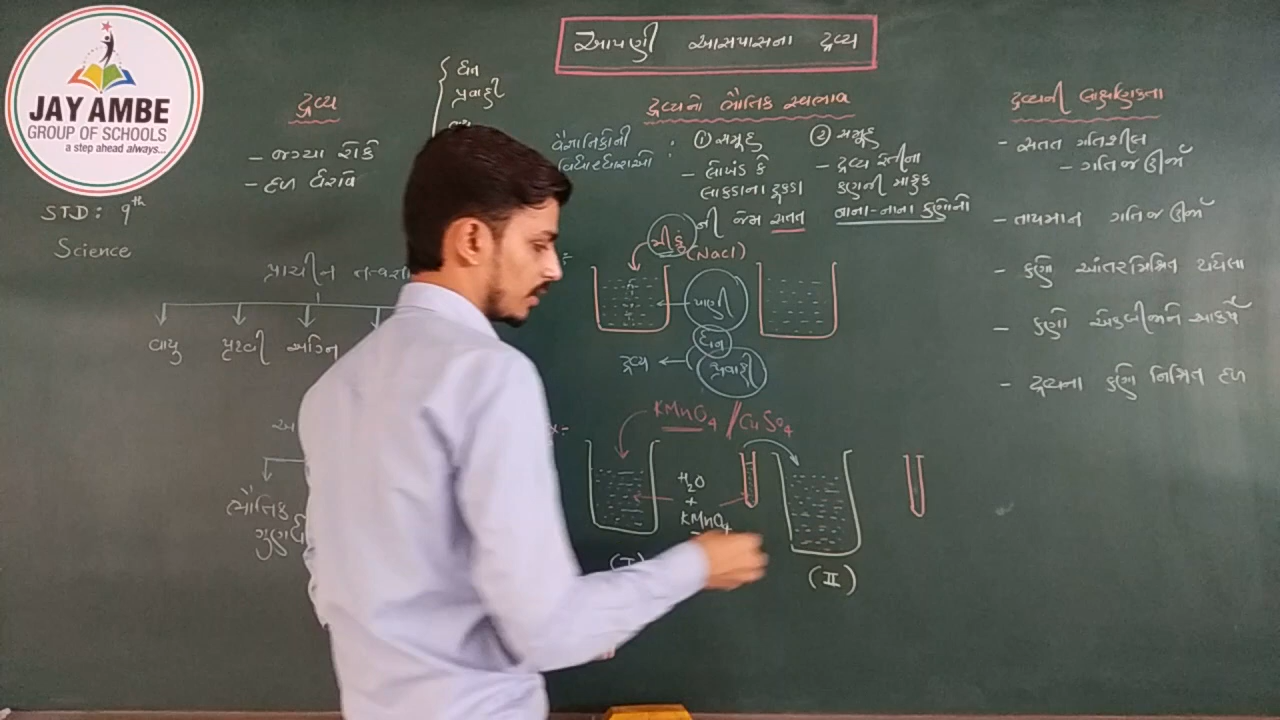 JAY AMBE
GROUP OF SCHOOLS
a step ahead always...
STD: 9th
Science
આપણી આસપાસના દ્રવ્ય
દ્રવ્ય
- જગ્યા રોકે
- દળ ધરાવે
ઘન
પ્રવાહી
પ્રાચીન
વાયુ
પૃથ્વી
અગ્નિ
ભૌતિક
દ્રવ્યનો ભૌતિક સ્વભાવ
વૈજ્ઞાનિકોની
વિચારધારાઓ :
① સમૂહ
- લોખંડ કે
લાકડાના ટૂકડા
ની જેમ સતત
② સમૂહ
- દ્રવ્ય રેતીના
કણની માફક
નાના-નાના કણોનો
મીઠું (NaCl)
પાણી
ઘન
દ્રવ્ય
પ્રવાહી
KMnO4 // CuSO4
H2O
+
KMnO4
(I)
(II)
દ્રવ્યની લાક્ષણિકતા
- સતત ગતિશીલ
- ગતિજ ઊર્જા
- તાપમાન ગતિજ ઊર્જા
- કણો આંતરમિશ્રિત થયેલા
- કણો એકબીજાને આકર્ષે
- દ્રવ્યના કણો નિશ્ચિત દળ